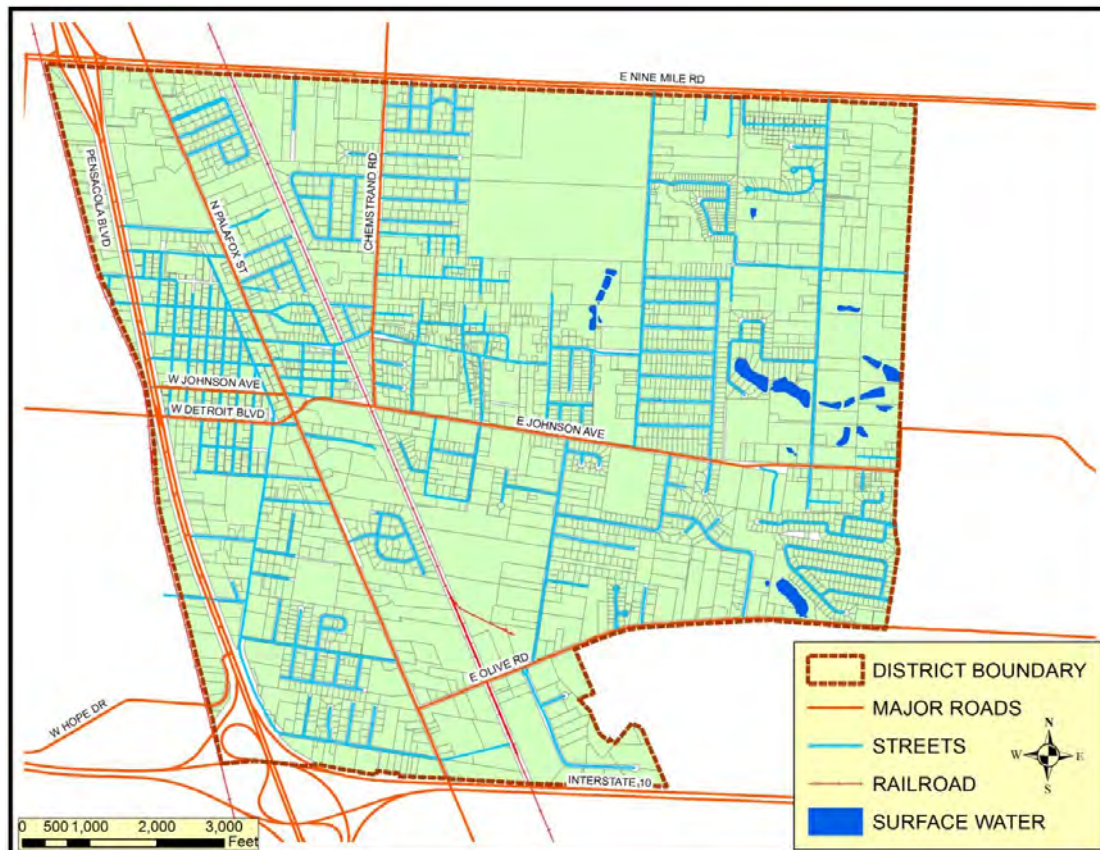 E NINE MILE RD
PENSACOLA BLVD
N PALAFOX ST
CHEMSTRAND RD
W JOHNSON AVE
W DETROIT BLVD
E JOHNSON AVE
E OLIVE RD
W HOPE DR
INTERSTATE 10
DISTRICT BOUNDARY
MAJOR ROADS
STREETS
RAILROAD
SURFACE WATER
N
W E
S
0 500 1,000 2,000 3,000
Feet